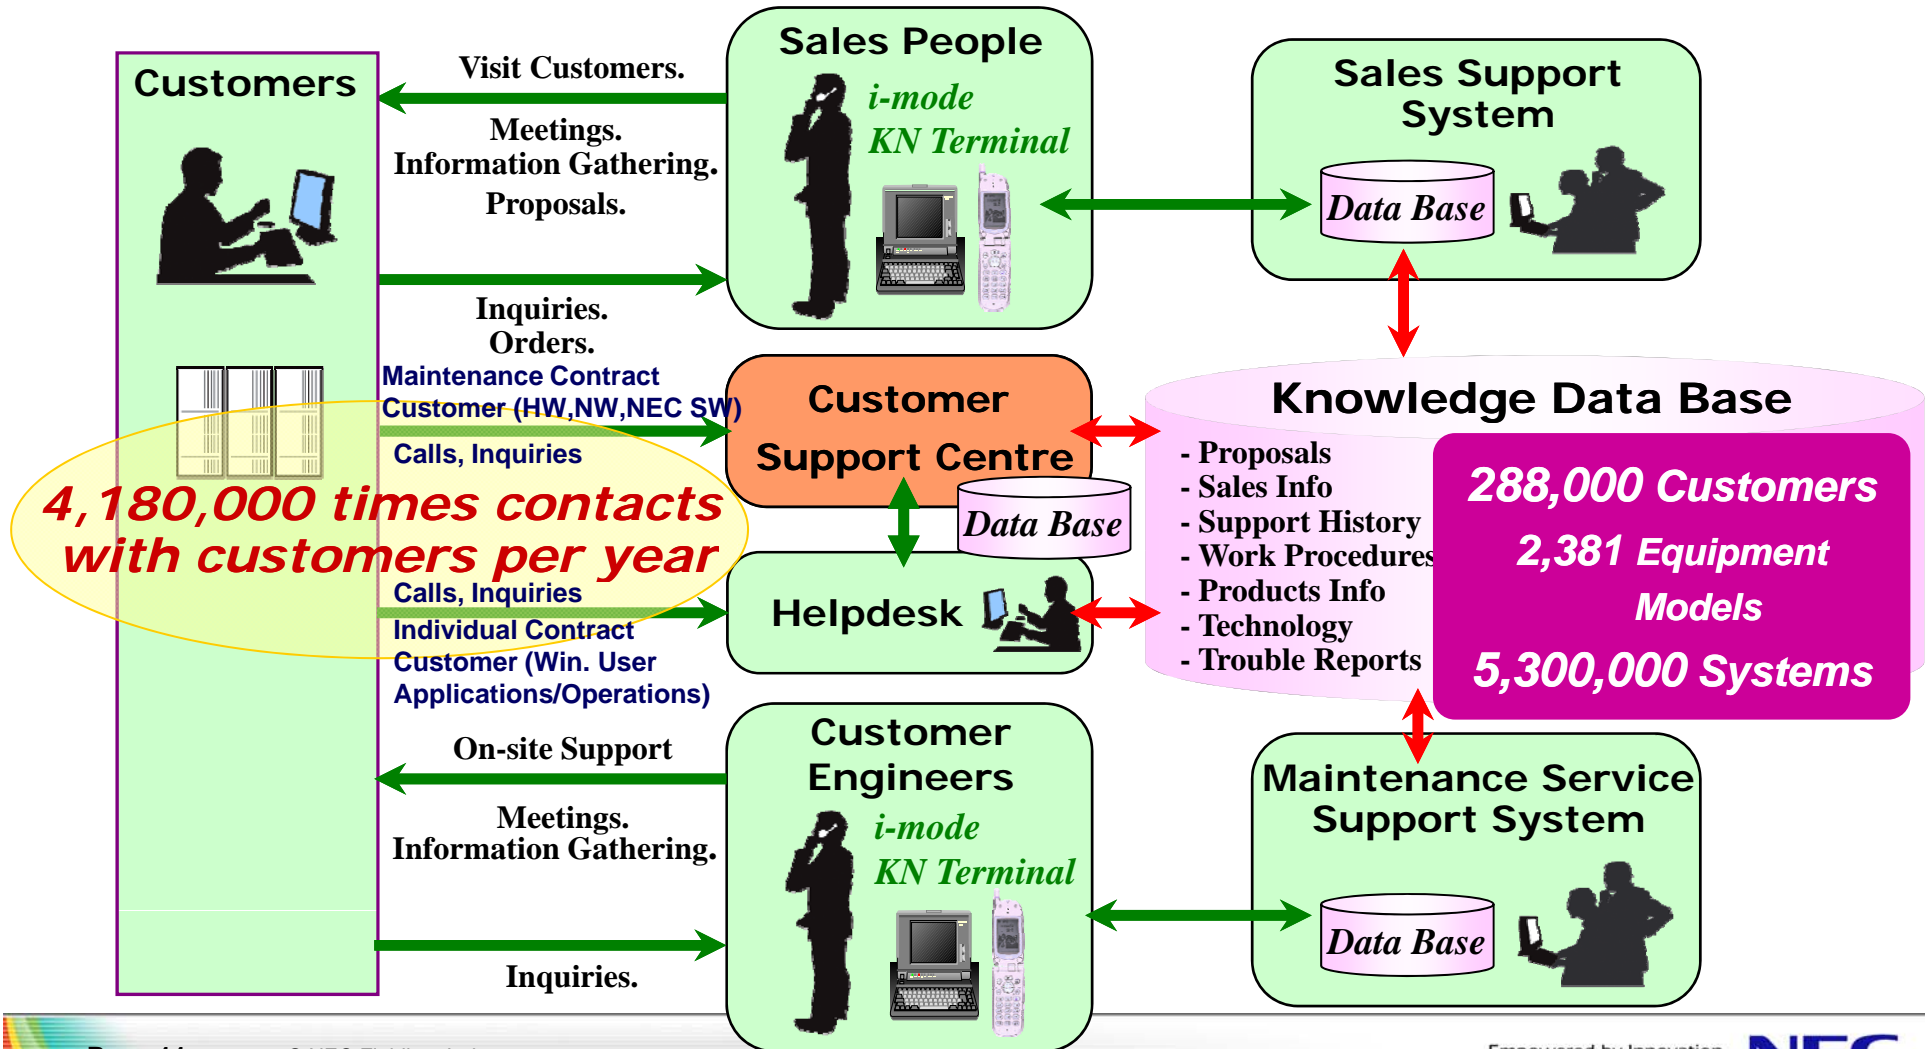 Customers
Visit Customers.
Meetings.
Information Gathering.
Proposals.
Inquiries.
Orders.
Sales People
i-mode
KN Terminal
Sales Support
System
Data Base
Maintenance Contract
Customer (HW,NW,NEC SW)
Calls, Inquiries
4,180,000 times contacts
with customers per year
Calls, Inquiries
Individual Contract
Customer (Win. User
Applications/Operations)
Customer
Support Centre
Data Base
Helpdesk
Knowledge Data Base
- Proposals
- Sales Info
- Support History
- Work Procedures
- Products Info
- Technology
- Trouble Reports
288,000 Customers
2,381 Equipment
Models
5,300,000 Systems
On-site Support
Meetings.
Information Gathering.
Inquiries.
Customer
Engineers
i-mode
KN Terminal
Maintenance Service
Support System
Data Base
Empowered by Innovation
NEC